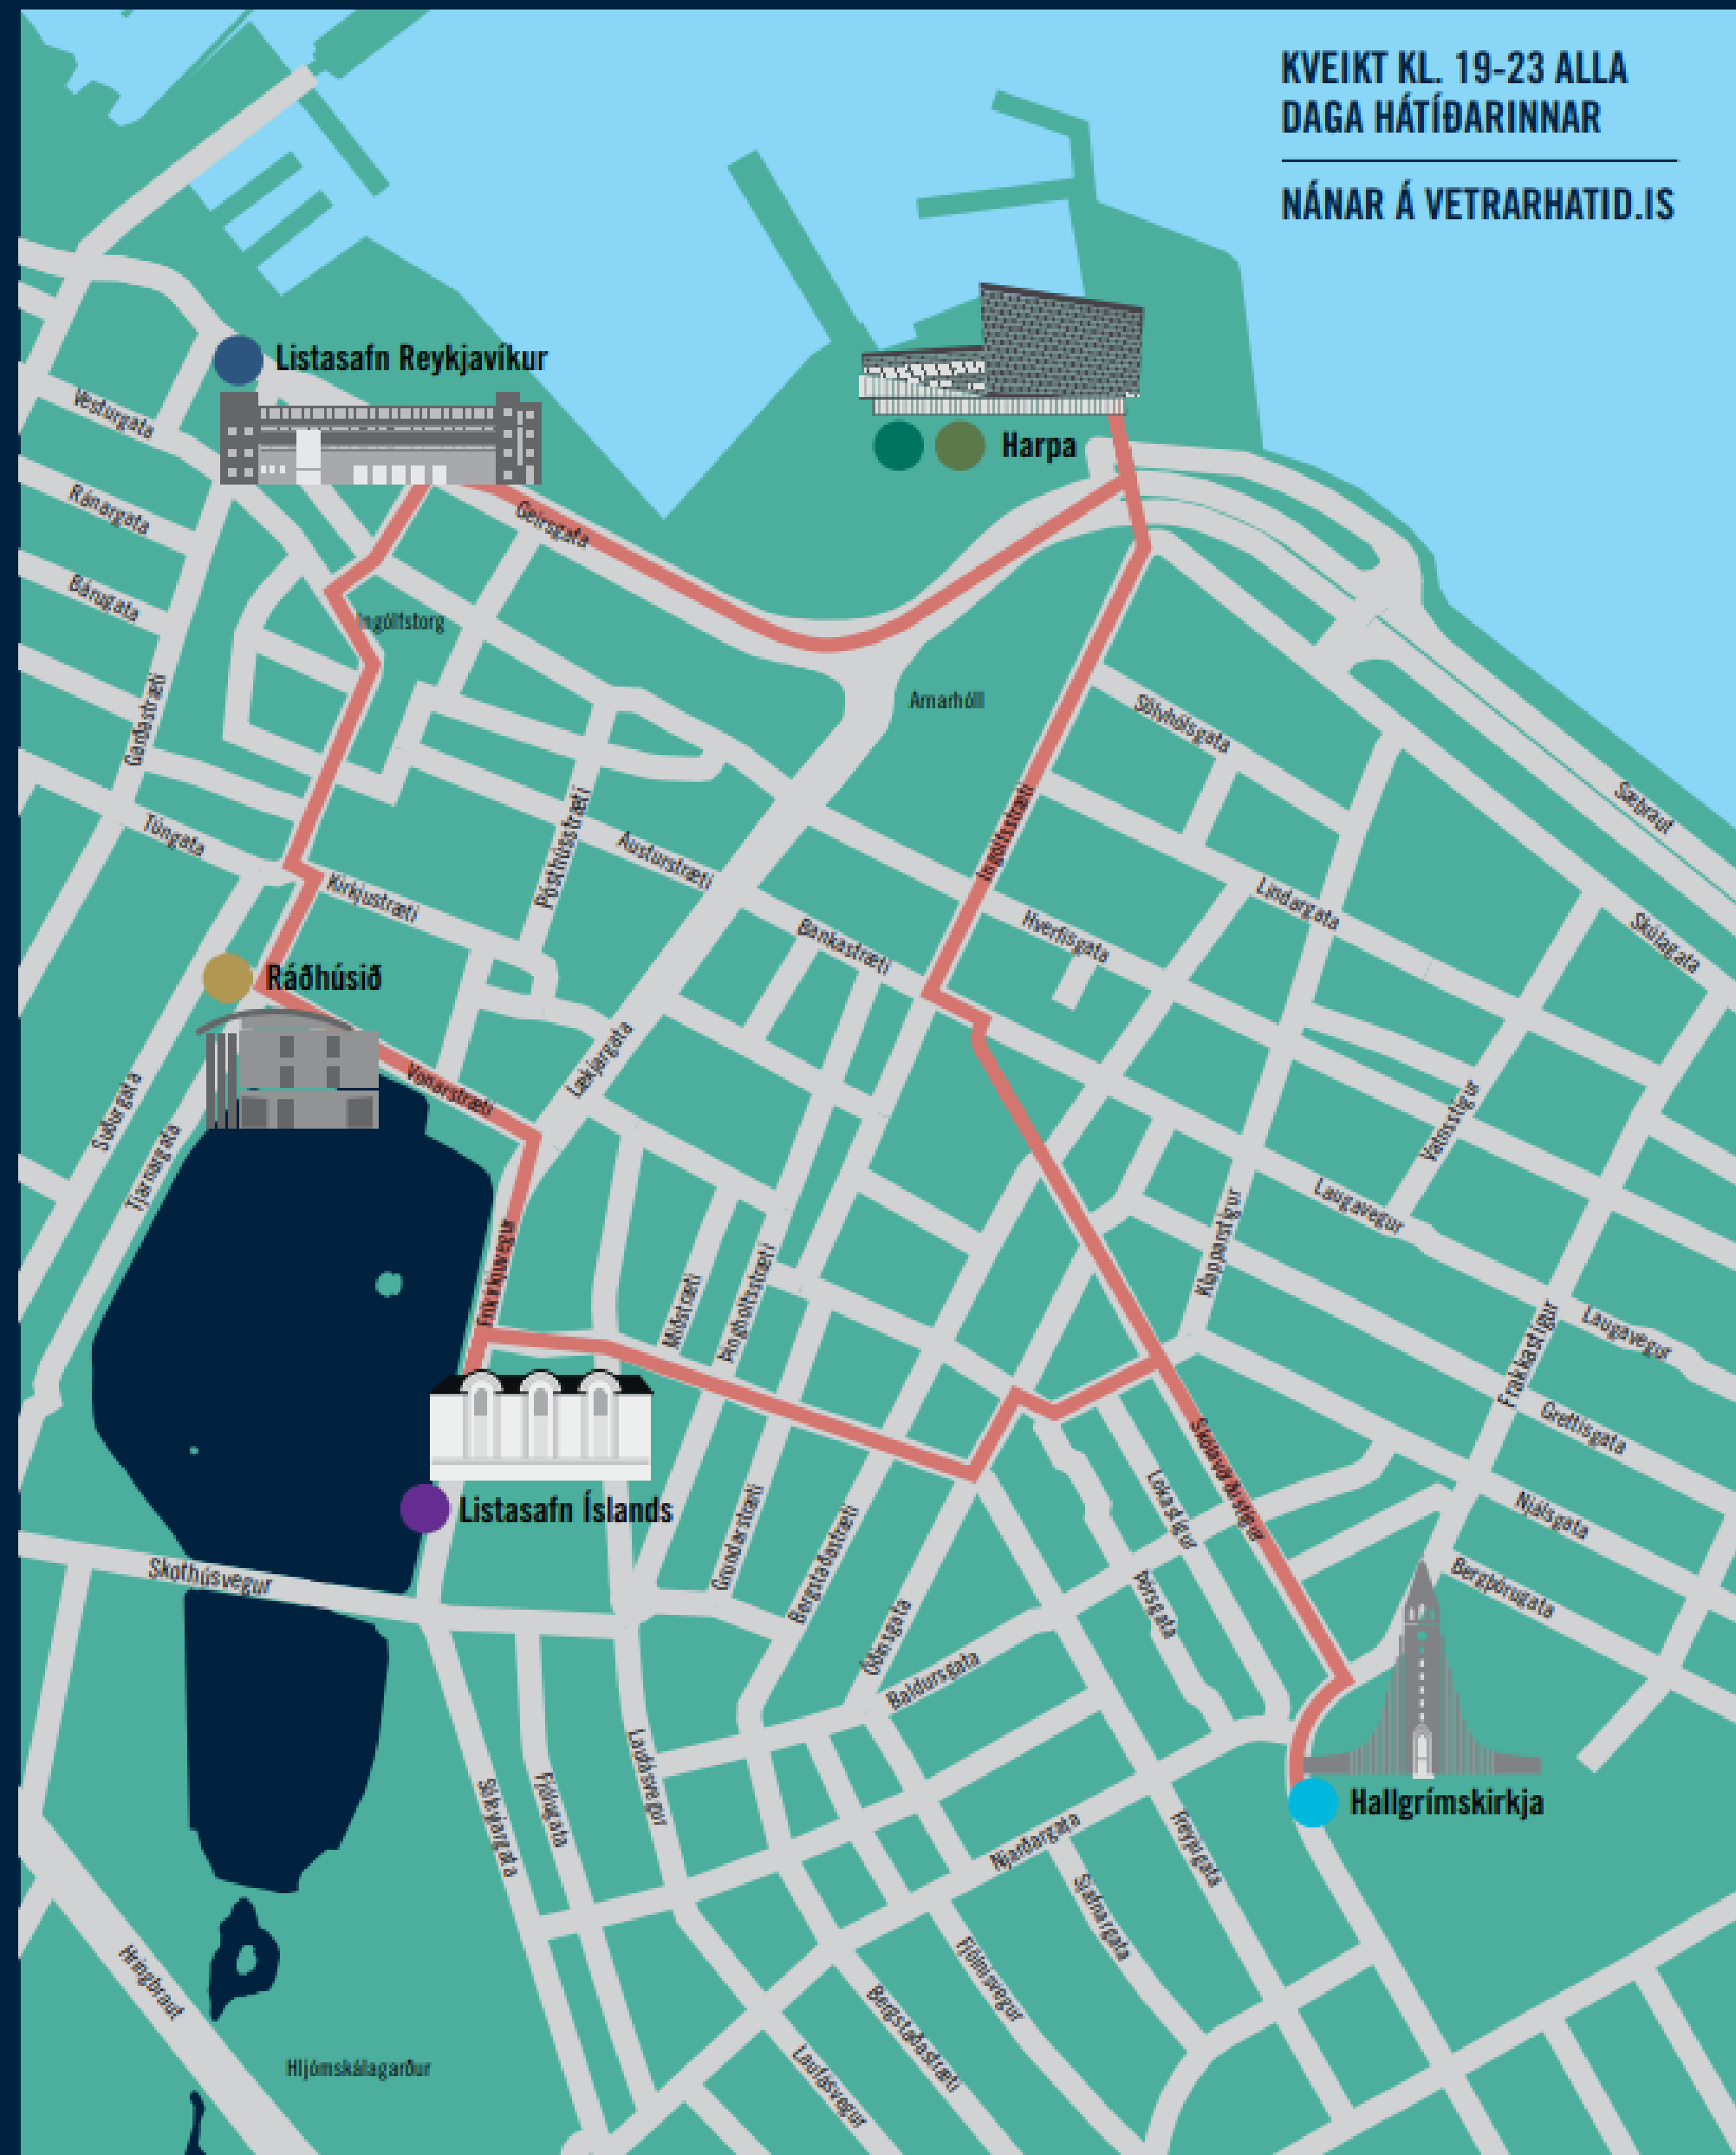 KVEIKT KL. 19-23 ALLA
DAGA HÁTÍÐARINNAR
NÁNAR Á VETRARHATID.IS
Listasafn Reykjavíkur
Harpa
Vesturgata
Ránargata
Bárugata
Geirsgata
Ingólfstorg
Garðastræti
Arnarhóll
Sölvhólsgata
Sæbraut
Túngata
Kirkjustræti
Pósthússtræti
Austurstræti
Ingólfsstræti
Bankastræti
Hverfisgata
Lindargata
Skúlagata
Ráðhúsið
Vonarstræti
Lækjargata
Suðurgata
Tjarnargata
Fríkirkjuvegur
Miðstræti
Þingholtsstræti
Klapparstígur
Vatnsstígur
Laugavegur
Laugavegur
Frakkastígur
Grettisgata
Njálsgata
Bergþórugata
Skólavörðustígur
Lokastígur
Þórsgata
Listasafn Íslands
Grundarstræti
Bergstaðastræti
Óðinsgata
Baldursgata
Skothúsvegur
Sóleyjargata
Fjólugata
Laufásvegur
Njarðargata
Freyjugata
Sjafnargata
Fjölnisvegur
Bergstaðastræti
Laufásvegur
Hallgrímskirkja
Hringbraut
Hljómskálagarður